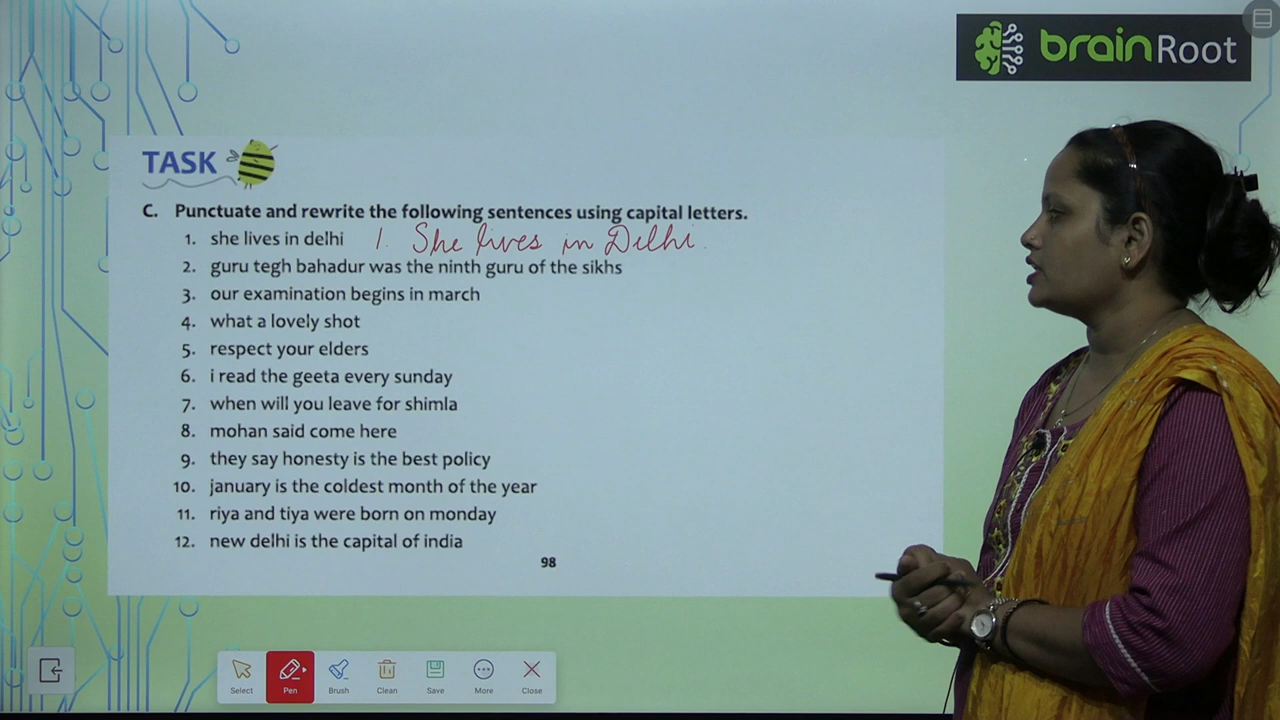 brainRoot
TASK
C. Punctuate and rewrite the following sentences using capital letters.
1. she lives in delhi 1. She lives in Delhi.
2. guru tegh bahadur was the ninth guru of the sikhs
3. our examination begins in march
4. what a lovely shot
5. respect your elders
6. i read the geeta every sunday
7. when will you leave for shimla
8. mohan said come here
9. they say honesty is the best policy
10. january is the coldest month of the year
11. riya and tiya were born on monday
12. new delhi is the capital of india
98
Select Pen Brush Clean Save More Close